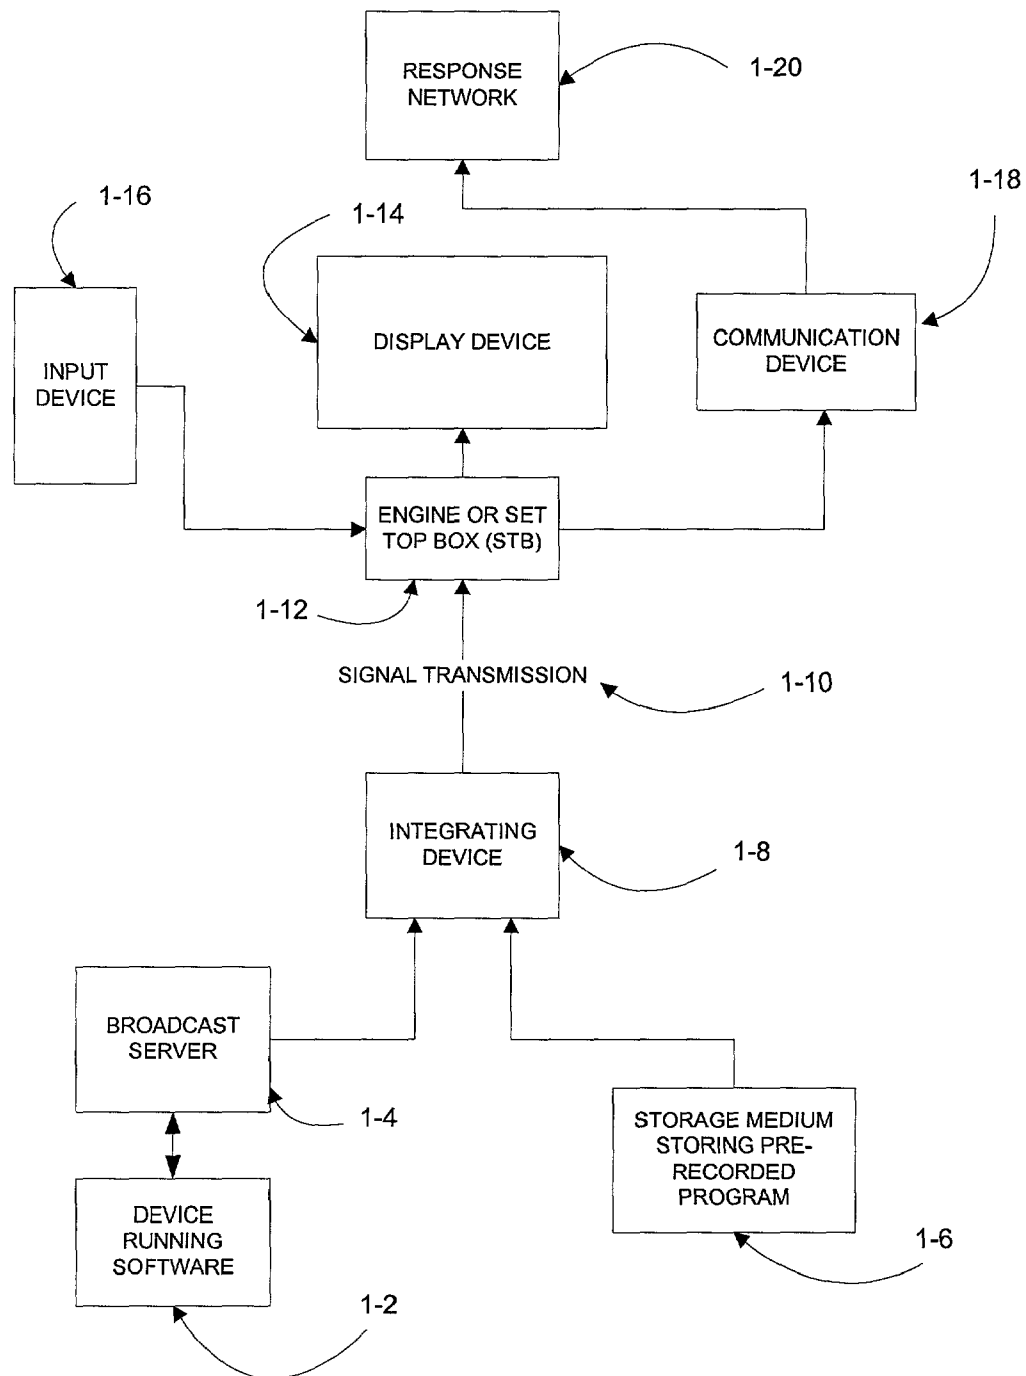 RESPONSE
NETWORK
1-20
1-16
1-14
1-18
INPUT
DEVICE
DISPLAY DEVICE
COMMUNICATION
DEVICE
ENGINE OR SET
TOP BOX (STB)
1-12
SIGNAL TRANSMISSION
1-10
INTEGRATING
DEVICE
1-8
BROADCAST
SERVER
1-4
STORAGE MEDIUM
STORING PRE-
RECORDED
PROGRAM
1-6
DEVICE
RUNNING
SOFTWARE
1-2